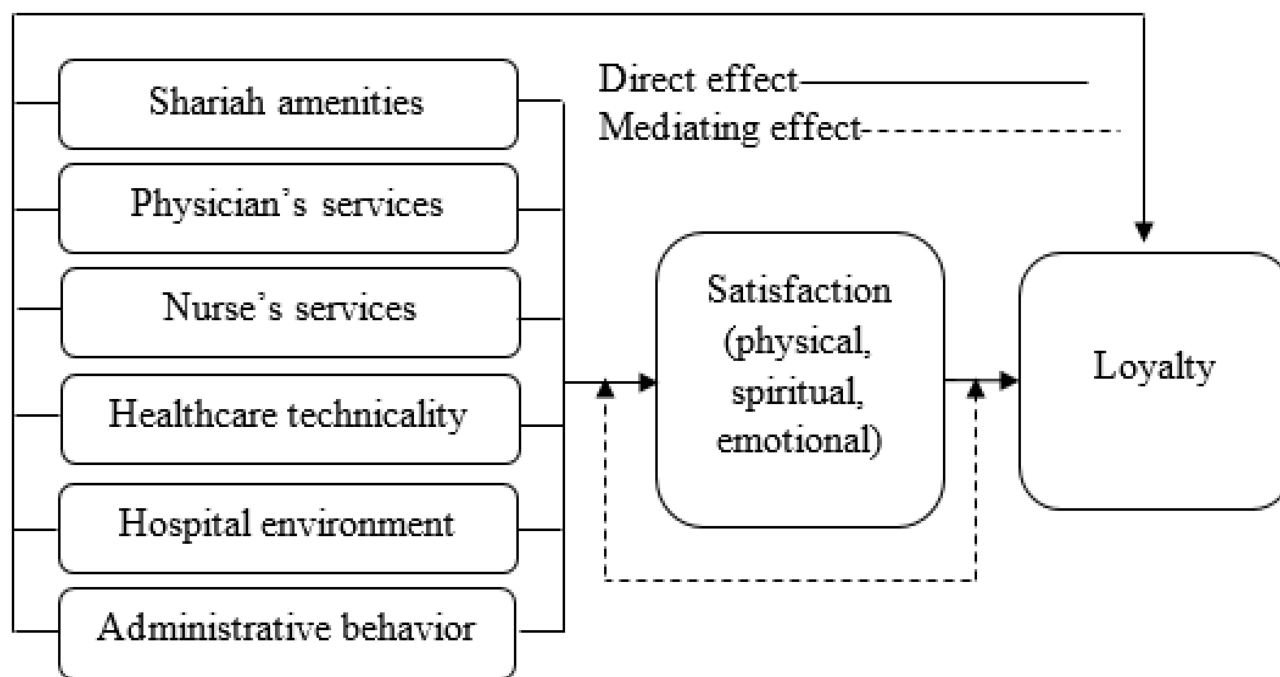 Shariah amenities
Physician’s services
Nurse’s services
Healthcare technicality
Hospital environment
Administrative behavior
Direct effect
Mediating effect
Satisfaction
(physical,
spiritual,
emotional)
Loyalty